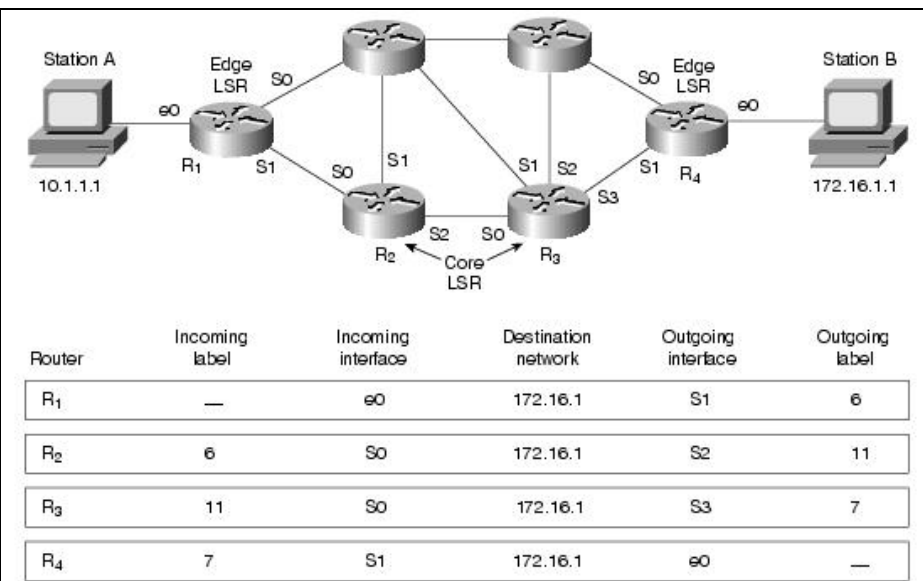 Station A
Edge
LSR
S0
S0
Edge
LSR
Station B
e0
e0
R1
S1
S0
S1
S1
S2
S1
R4
10.1.1.1
172.16.1.1
S3
S2
S0
R2
Core
LSR
R3
Router
Incoming
label
Incoming
interface
Destination
network
Outgoing
interface
Outgoing
label
R1 — e0 172.16.1 S1 6
R2 6 S0 172.16.1 S2 11
R3 11 S0 172.16.1 S3 7
R4 7 S1 172.16.1 e0 —